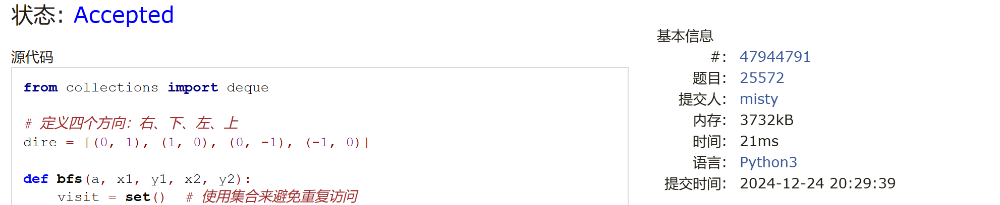 状态: Accepted
源代码
from collections import deque
# 定义四个方向：右、下、左、上
dire = [(0, 1), (1, 0), (0, -1), (-1, 0)]
def bfs(a, x1, y1, x2, y2):
visit = set()  # 使用集合来避免重复访问
基本信息
#: 47944791
题目: 25572
提交人: misty
内存: 3732kB
时间: 21ms
语言: Python3
提交时间: 2024-12-24 20:29:39